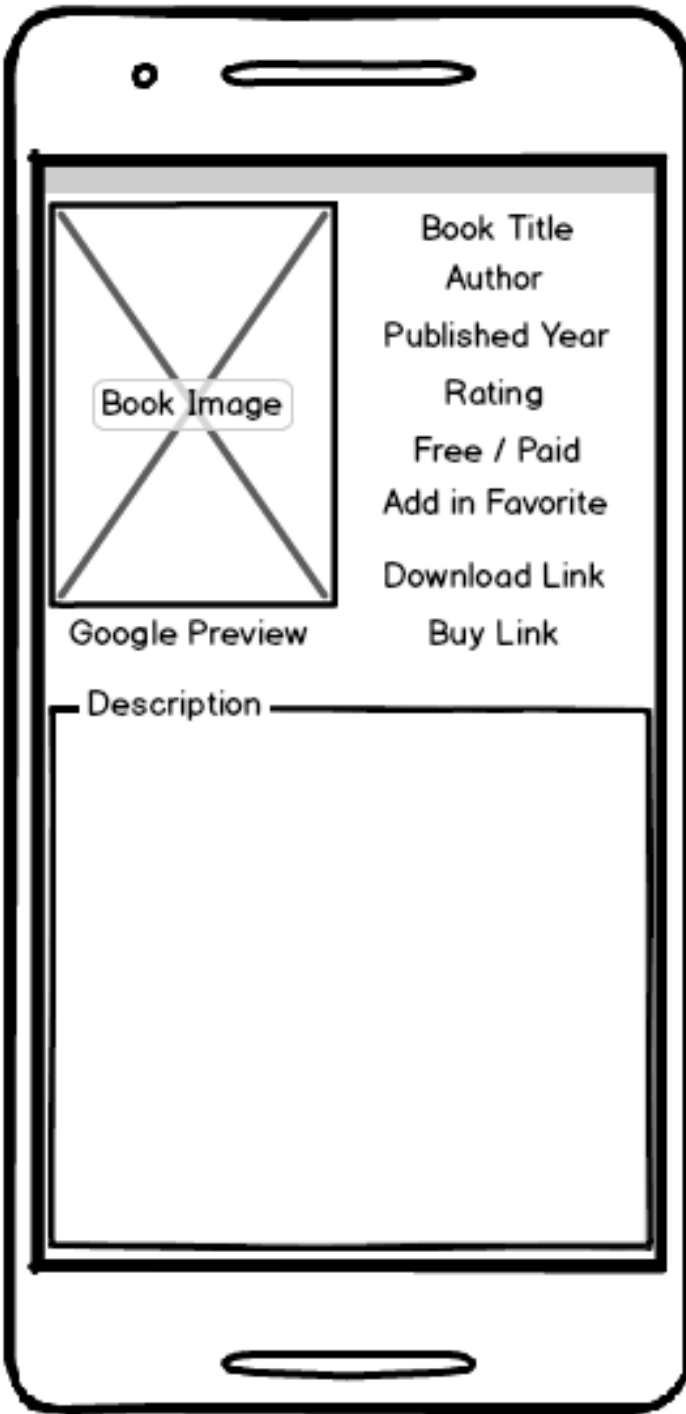 Book Image
Google Preview
Book Title
Author
Published Year
Rating
Free / Paid
Add in Favorite
Download Link
Buy Link
Description